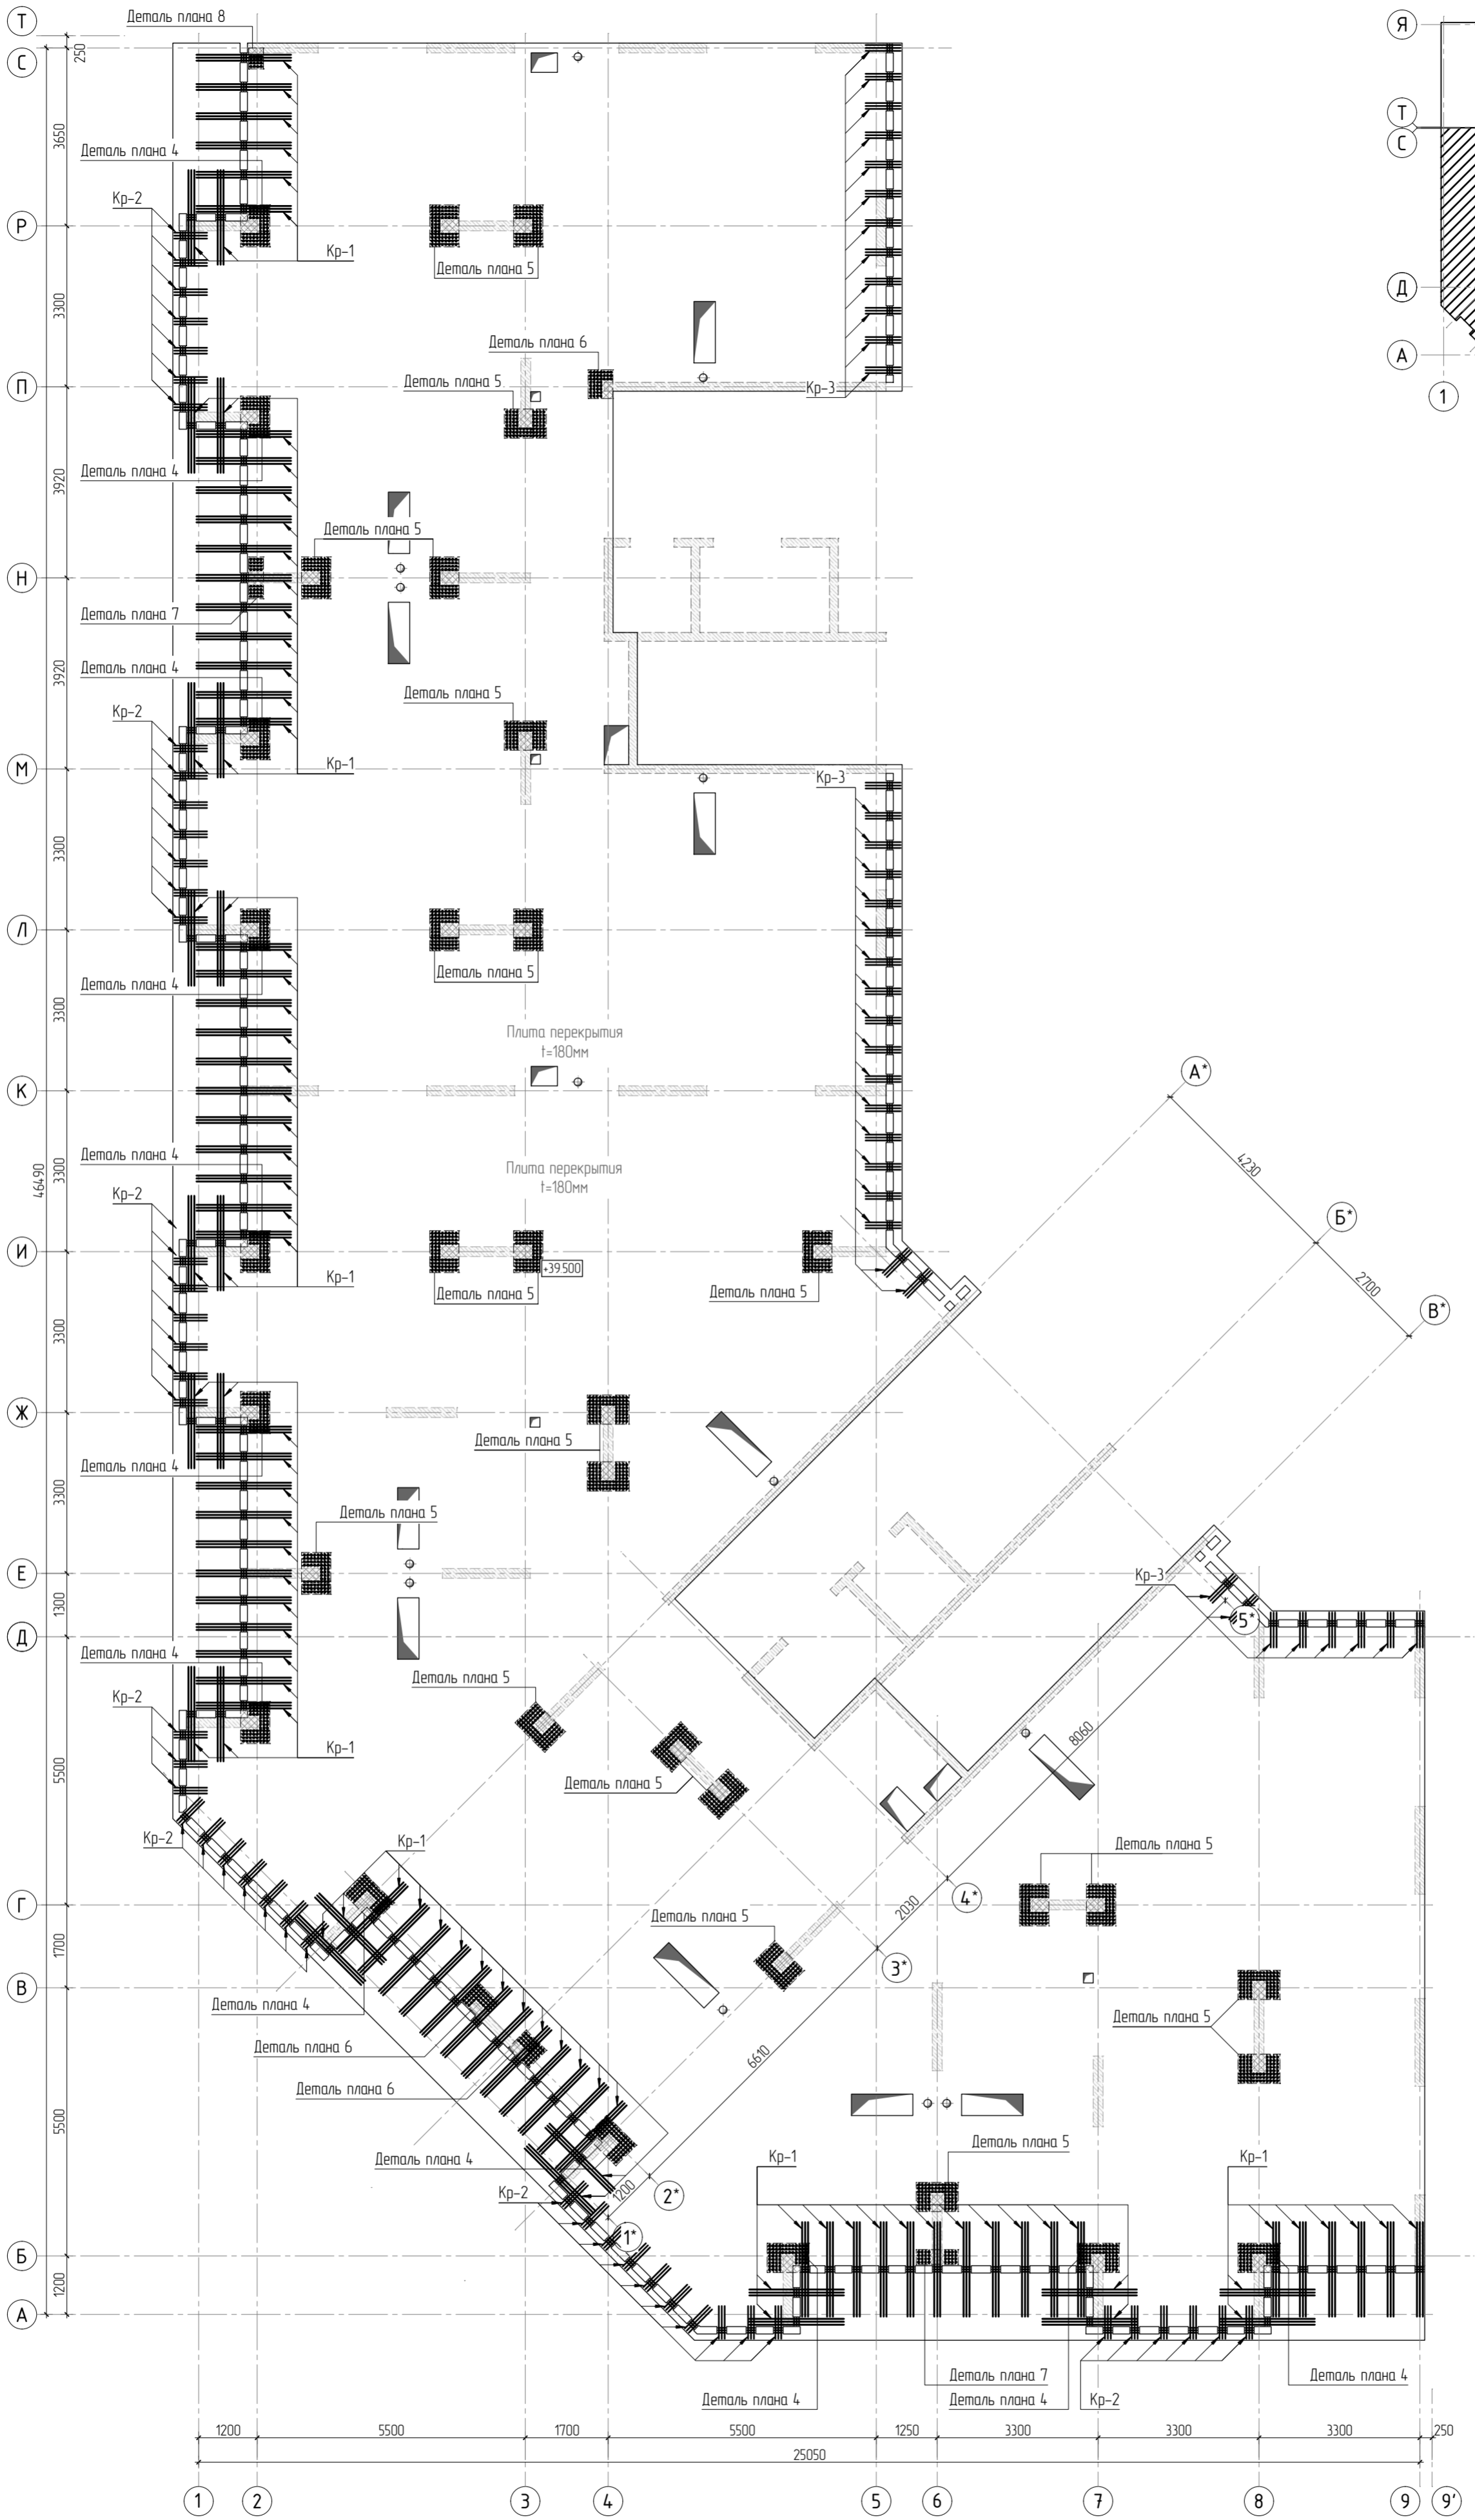 Т
Деталь плана 8
С
250
Я
3650
Т
С
Деталь плана 4
Кр-2
Р
Кр-1
Деталь плана 5
Д
3300
Деталь плана 6
А
Деталь плана 5
П
Кр-3
1
Деталь плана 4
3920
Деталь плана 5
Н
Деталь плана 7
Деталь плана 4
3920
Деталь плана 5
Кр-2
М
Кр-1
Кр-3
3300
Л
Деталь плана 5
Деталь плана 4
3300
Плита перекрытия
t=180мм
А*
К
Деталь плана 4
46490
3300
Плита перекрытия
t=180мм
4230
Кр-2
Б*
И
+39.500
2700
Кр-1
Деталь плана 5
Деталь плана 5
В*
3300
Ж
Деталь плана 5
Деталь плана 4
3300
Деталь плана 5
Е
Кр-3
1300
5*
Д
Деталь плана 4
Деталь плана 5
Кр-2
Кр-1
8060
5500
Деталь плана 5
Кр-2
Кр-1
Деталь плана 5
Г
4*
2030
Деталь плана 5
1700
3*
В
Деталь плана 4
Деталь плана 5
Деталь плана 6
6610
Деталь плана 6
5500
Деталь плана 5
Деталь плана 4
Кр-1
Кр-1
Кр-2
1200
2*
1*
Б
1200
А
Деталь плана 7
Деталь плана 4
Деталь плана 4
Деталь плана 4
Кр-2
1200
5500
1700
5500
1250
3300
3300
3300
250
25050
1
2
3
4
5
6
7
8
9
9'